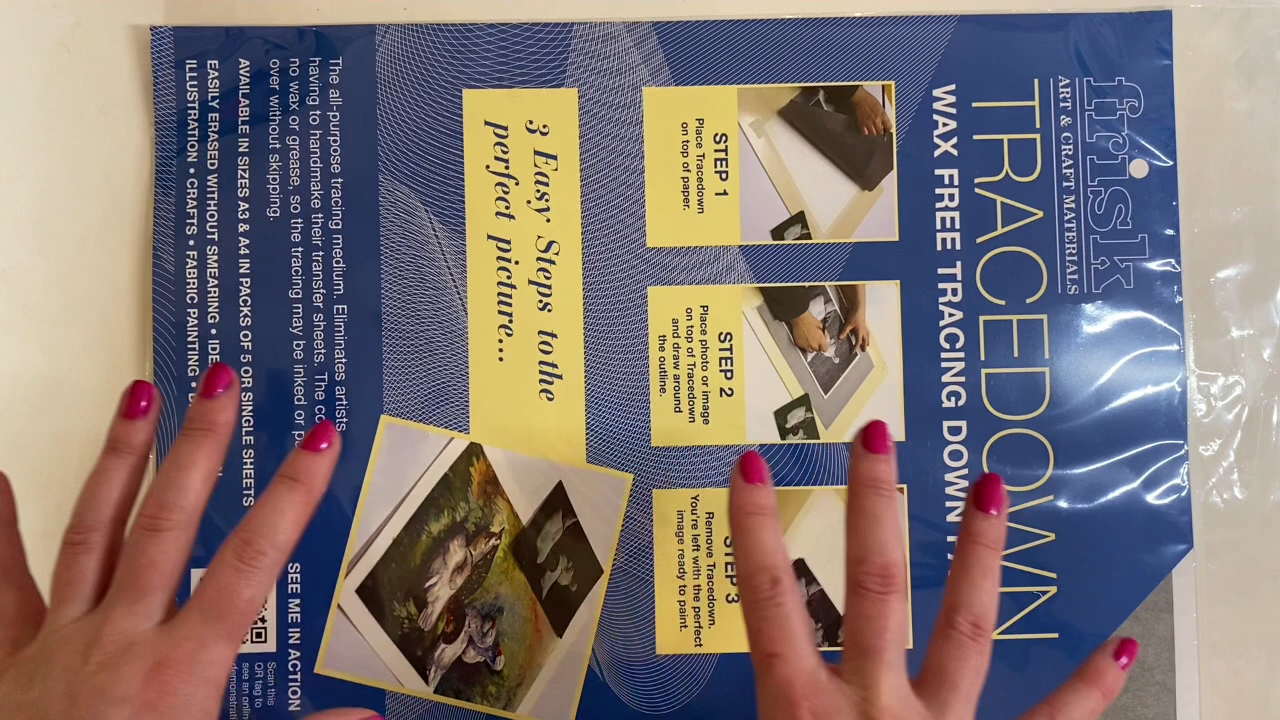 frisk
ART & CRAFT MATERIALS
TRACEDOWN
WAX FREE TRACING DOWN
STEP 1
Place Tracedown
on top of paper.
STEP 2
Place photo or image
on top of Tracedown
and draw around
the outline.
STEP 3
Remove Tracedown.
You're left with the perfect
image ready to paint.
3 Easy Steps to the
perfect picture...
The all-purpose tracing medium. Eliminates artists
having to handmake their transfer sheets. The
no wax or grease, so the tracing may be inked or
over without skipping.
AVAILABLE IN SIZES A3 & A4 IN PACKS OF 5 OR SINGLE SHEETS
EASILY ERASED WITHOUT SMEARING •
ILLUSTRATION • CRAFTS • FABRIC PAINTING •
SEE ME IN ACTION
Scan this
QR tag to
see an